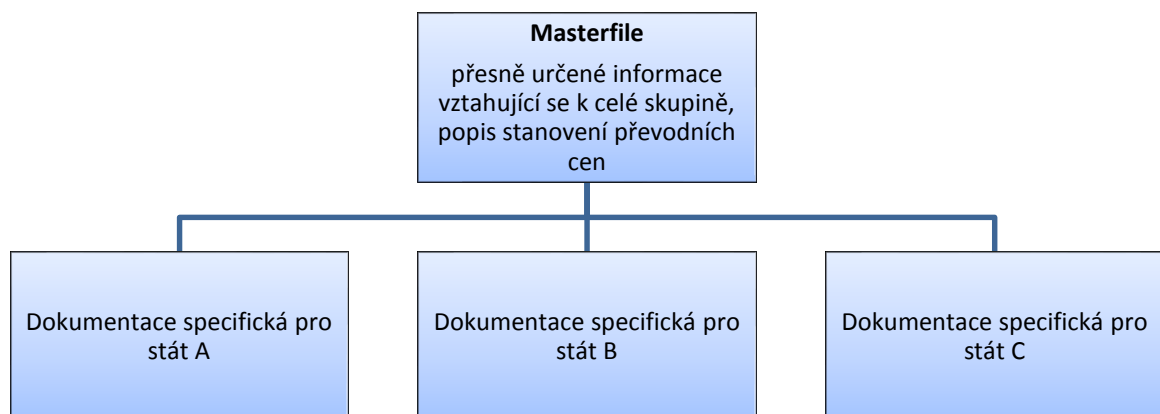 Masterfile
přesně určené informace
vztahující se k celé skupině,
popis stanovení převodních
cen
Dokumentace specifická pro
stát A
Dokumentace specifická pro
stát B
Dokumentace specifická pro
stát C